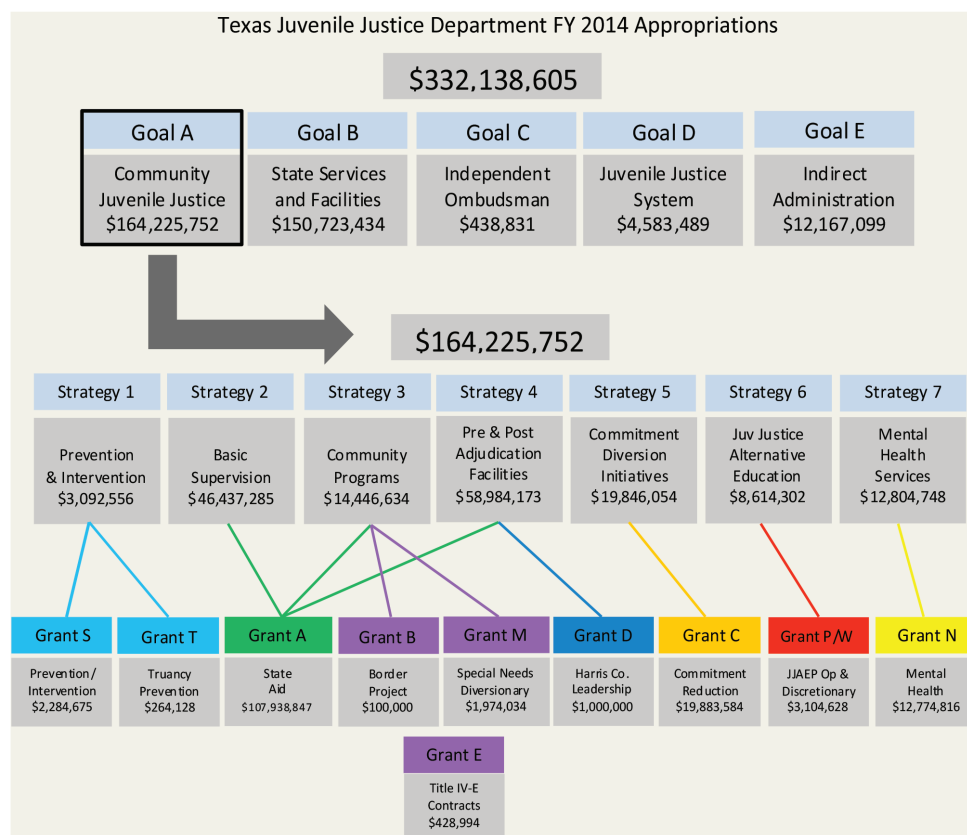 Texas Juvenile Justice Department FY 2014 Appropriations
$332,138,605
Goal A
Community
Juvenile Justice
$164,225,752
Goal B
State Services
and Facilities
$150,723,434
Goal C
Independent
Ombudsman
$438,831
Goal D
Juvenile Justice
System
$4,583,489
Goal E
Indirect
Administration
$12,167,099
$164,225,752
Strategy 1
Prevention
& Intervention
$3,092,556
Strategy 2
Basic
Supervision
$46,437,285
Strategy 3
Community
Programs
$14,446,634
Strategy 4
Pre & Post
Adjudication
Facilities
$58,984,173
Strategy 5
Commitment
Diversion
Initiatives
$19,846,054
Strategy 6
Juv Justice
Alternative
Education
$8,614,302
Strategy 7
Mental
Health
Services
$12,804,748
Grant S
Prevention/
Intervention
$2,284,675
Grant T
Truancy
Prevention
$264,128
Grant A
State
Aid
$107,938,847
Grant B
Border
Project
$100,000
Grant M
Special Needs
Diversionary
$1,974,034
Grant D
Harris Co.
Leadership
$1,000,000
Grant C
Commitment
Reduction
$19,883,584
Grant P/W
JJAEP Op &
Discretionary
$3,104,628
Grant N
Mental
Health
$12,774,816
Grant E
Title IV-E
Contracts
$428,994